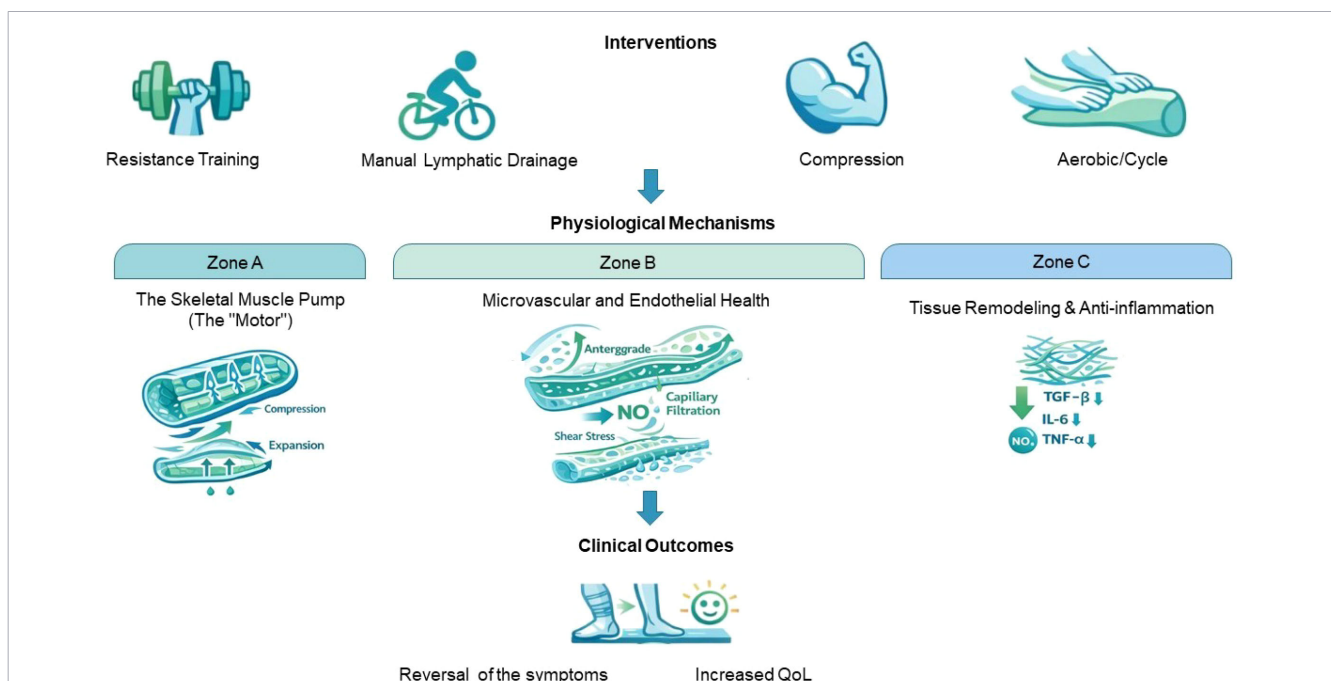 Interventions
Resistance Training
Manual Lymphatic Drainage
Compression
Aerobic/Cycle
Physiological Mechanisms
Zone A
Zone B
Zone C
The Skeletal Muscle Pump
(The "Motor")
Compression
Expansion
Microvascular and Endothelial Health
Anterggrade
NO
Capillary
Filtration
Shear Stress
Tissue Remodeling & Anti-inflammation
TGF-β
IL-6
NOx
TNF-α
Clinical Outcomes
Reversal of the symptoms
Increased QoL